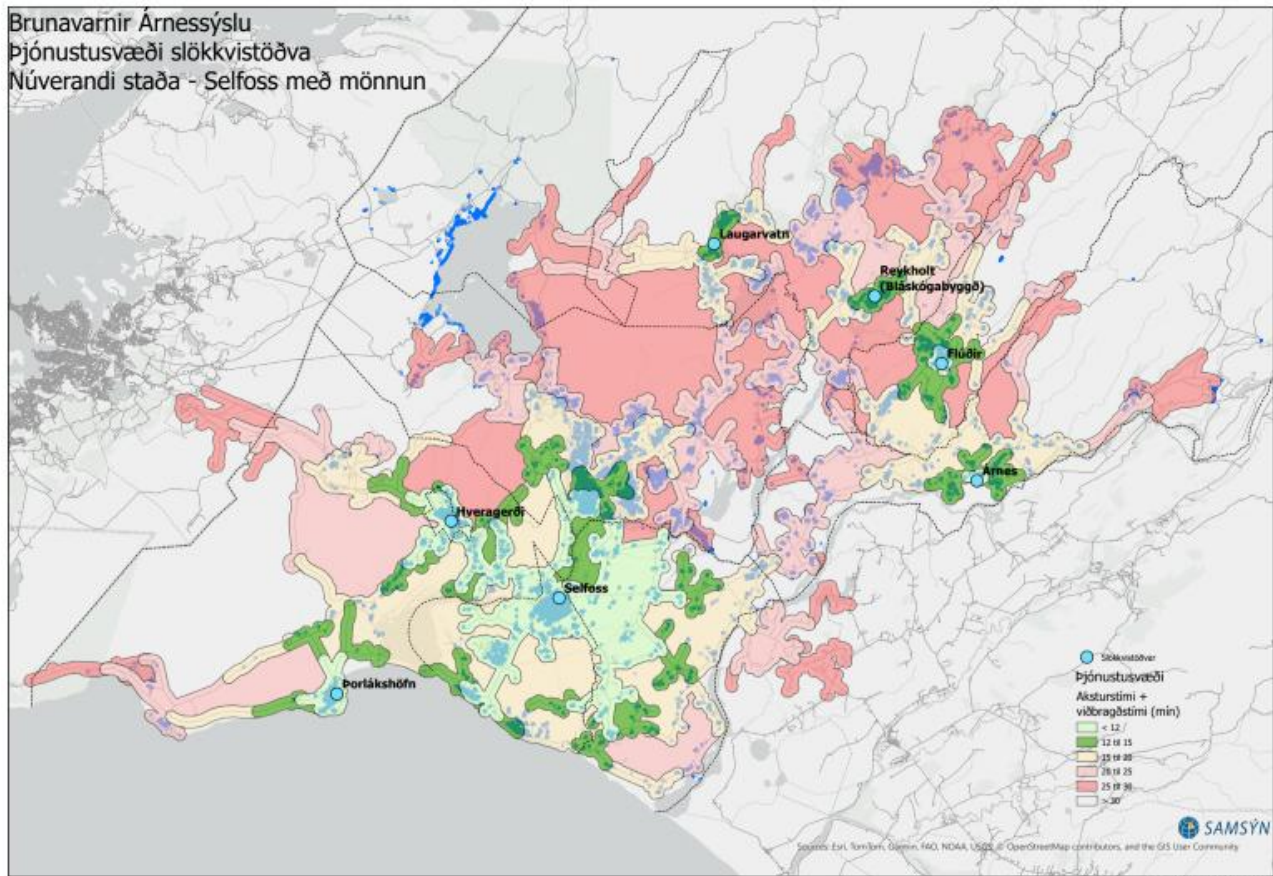 Brunavarnir Árnessýslu
Þjónustusvæði slökkvistöðva
Núverandi staða - Selfoss með mönnun
Laugarvatn
Reykholt
(Bláskógabyggð)
Flúðir
Árnes
Hveragerði
Selfoss
Þorlákshöfn
Slökkvistöðvar
Þjónustusvæði
Aksturstími +
viðbragðstími (mín)
< 12
12 til 15
15 til 20
20 til 25
25 til 30
> 30
SAMSÝN
Sources: Esri, TomTom, Garmin, FAO, NOAA, USGS, © OpenStreetMap contributors, and the GIS User Community